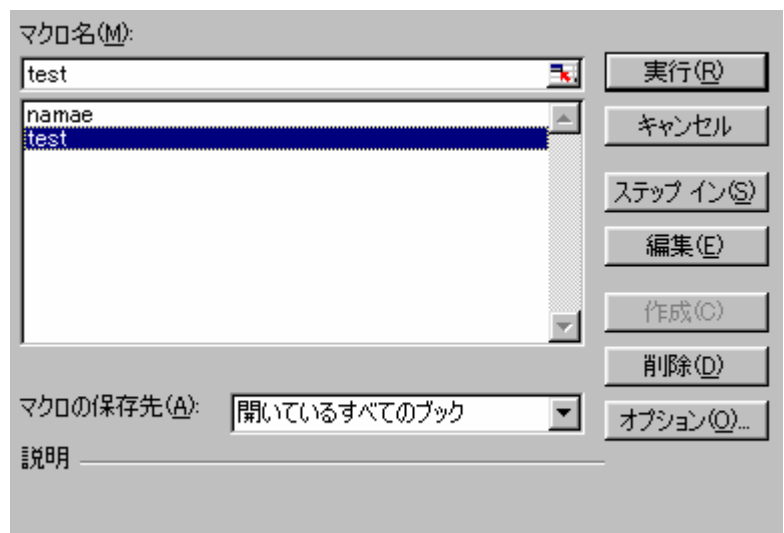 マクロ名(M):
test
実行(R)
namae
test
キャンセル
ステップ イン(S)
編集(E)
作成(C)
削除(D)
マクロの保存先(A):
開いているすべてのブック
オプション(O)...
説明